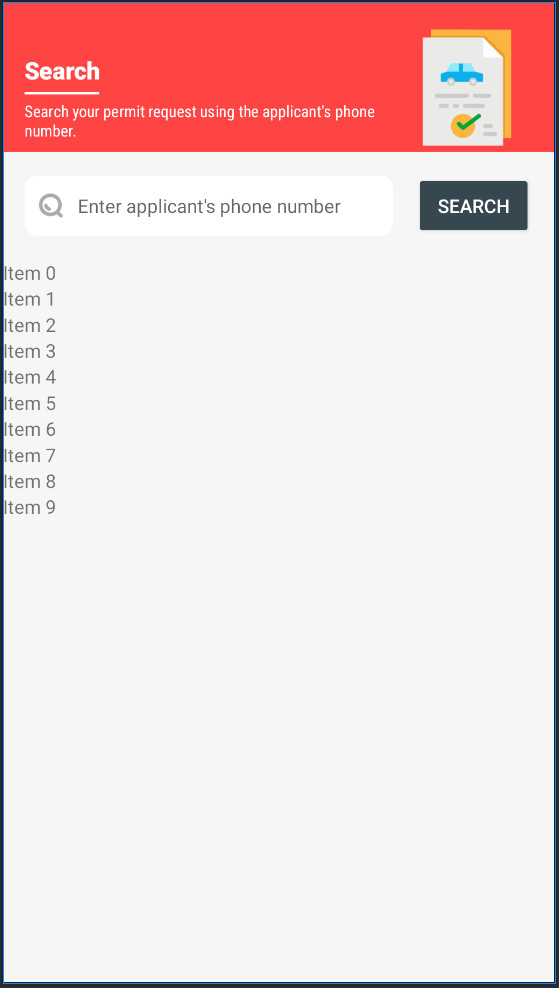 Search
Search your permit request using the applicant's phone
number.
Enter applicant's phone number
SEARCH
Item 0
Item 1
Item 2
Item 3
Item 4
Item 5
Item 6
Item 7
Item 8
Item 9